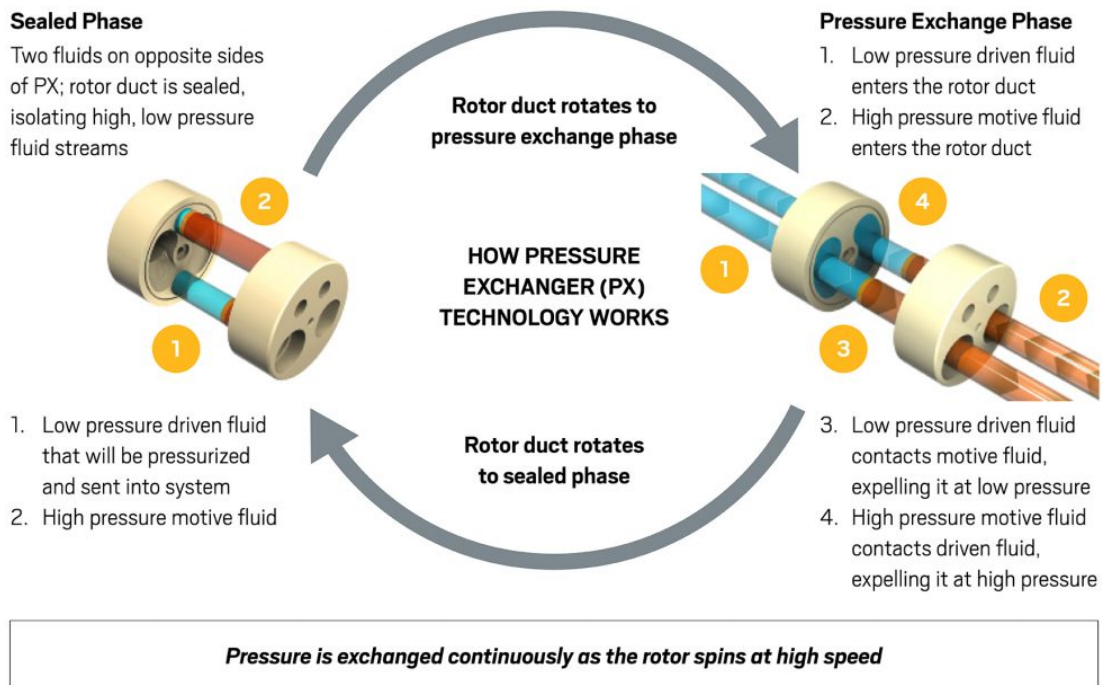 Sealed Phase
Two fluids on opposite sides
of PX; rotor duct is sealed,
isolating high, low pressure
fluid streams
2
1
1. Low pressure driven fluid
that will be pressurized
and sent into system
2. High pressure motive fluid
Rotor duct rotates to
pressure exchange phase
HOW PRESSURE
EXCHANGER (PX)
TECHNOLOGY WORKS
Rotor duct rotates
to sealed phase
Pressure Exchange Phase
1. Low pressure driven fluid
enters the rotor duct
2. High pressure motive fluid
enters the rotor duct
4
1
2
3
3. Low pressure driven fluid
contacts motive fluid,
expelling it at low pressure
4. High pressure motive fluid
contacts driven fluid,
expelling it at high pressure
Pressure is exchanged continuously as the rotor spins at high speed